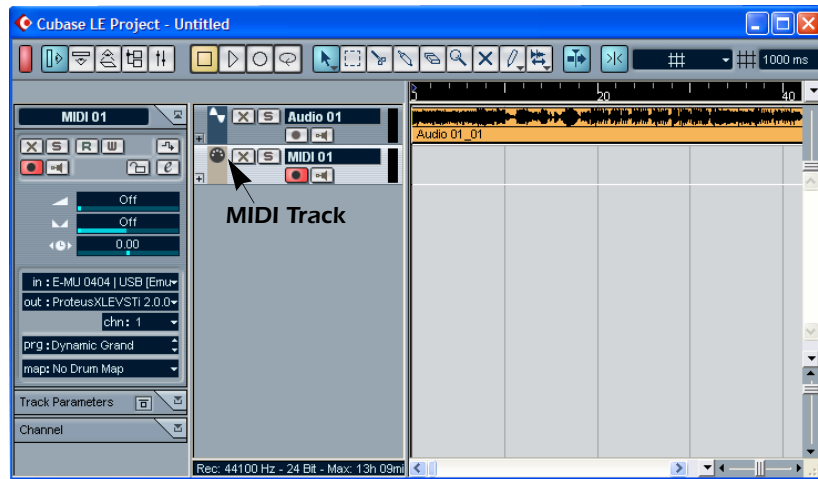 Cubase LE Project - Untitled
1000 ms
20
40
MIDI 01
X S R W
e
Off
Off
0.00
in : E-MU 0404 | USB [Emu
out : ProteusXLEVSTi 2.0.0
chn: 1
prg : Dynamic Grand
map: No Drum Map
Track Parameters
Channel
X S Audio 01
X S MIDI 01
MIDI Track
Audio 01_01
Rec: 44100 Hz - 24 Bit - Max: 13h 09mi